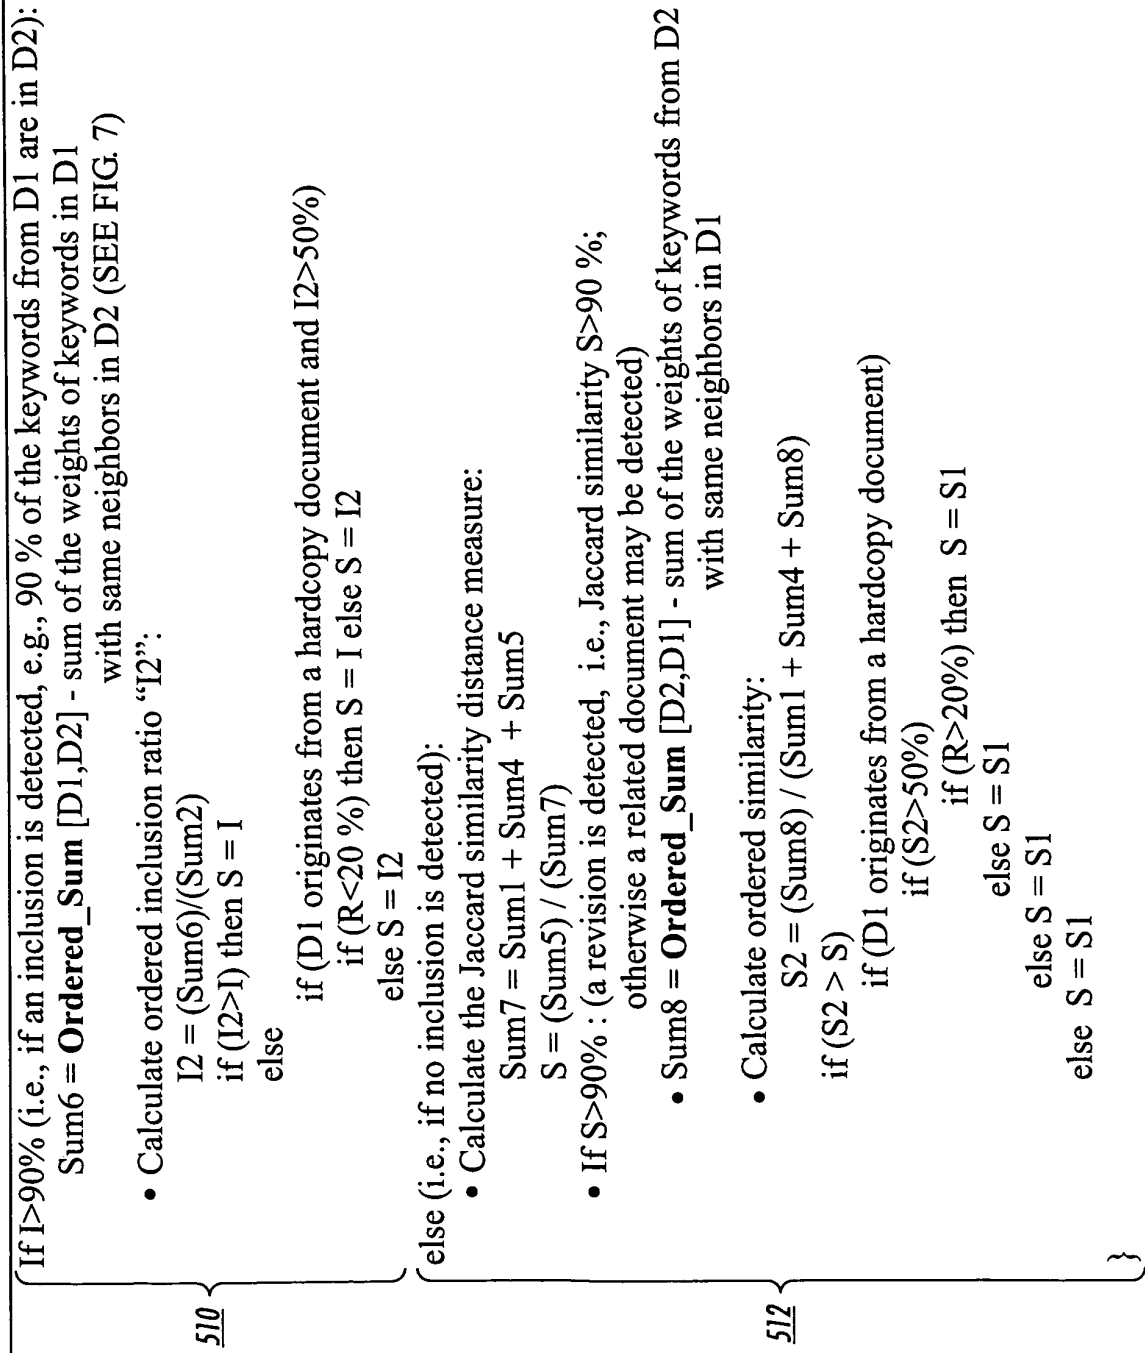 If I>90% (i.e., if an inclusion is detected, e.g., 90 % of the keywords from D1 are in D2):
Sum6 = Ordered_Sum [D1,D2] - sum of the weights of keywords in D1
with same neighbors in D2 (SEE FIG. 7)
• Calculate ordered inclusion ratio “I2”:
I2 = (Sum6)/(Sum2)
if (I2>I) then S = I
else
if (D1 originates from a hardcopy document and I2>50%)
if (R<20 %) then S = I else S = I2
else S = I2
510
else (i.e., if no inclusion is detected):
• Calculate the Jaccard similarity distance measure:
Sum7 = Sum1 + Sum4 + Sum5
S = (Sum5) / (Sum7)
• If S>90% : (a revision is detected, i.e., Jaccard similarity S>90 %;
otherwise a related document may be detected)
• Sum8 = Ordered_Sum [D2,D1] - sum of the weights of keywords from D2
with same neighbors in D1
• Calculate ordered similarity:
S2 = (Sum8) / (Sum1 + Sum4 + Sum8)
if (S2 > S)
if (D1 originates from a hardcopy document)
if (S2>50%)
if (R>20%) then S = S1
else S = S1
else S = S1
else S = S1
}
512